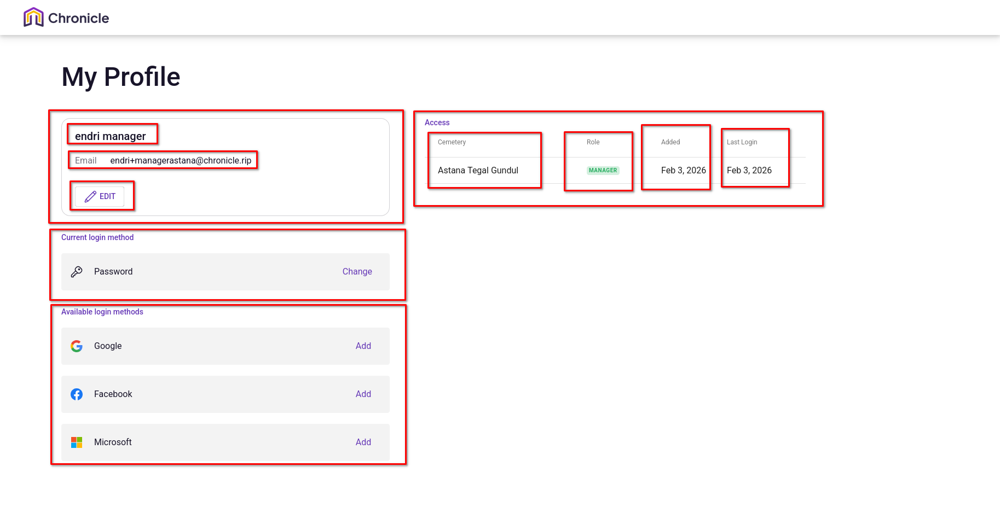 Chronicle
My Profile
endri manager
Email endri+managerastana@chronicle.rip
EDIT
Current login method
Password Change
Available login methods
Google Add
Facebook Add
Microsoft Add
Access
Cemetery Role Added Last Login
Astana Tegal Gundul MANAGER Feb 3, 2026 Feb 3, 2026